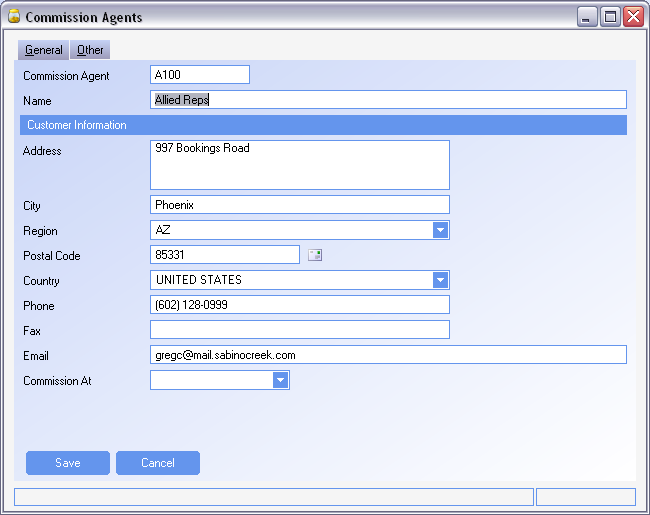 Commission Agents
General Other
Commission Agent A100
Name Allied Reps
Customer Information
Address 997 Bookings Road
City Phoenix
Region AZ
Postal Code 85331
Country UNITED STATES
Phone (602) 128-0999
Fax
Email gregc@mail.sabinocreek.com
Commission At
Save Cancel